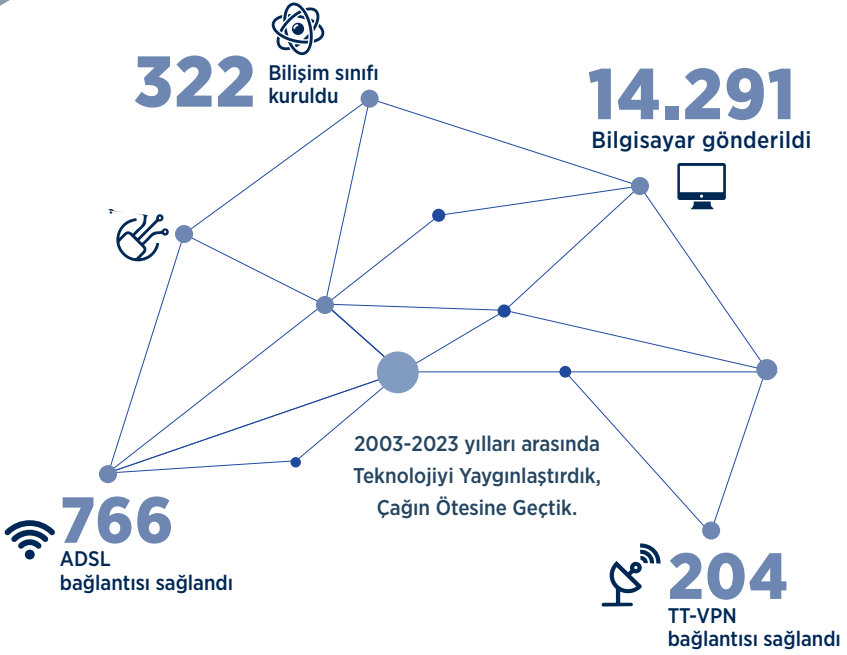 322
Bilişim sınıfı
kuruldu
14.291
Bilgisayar gönderildi
2003-2023 yılları arasında
Teknolojiyi Yaygınlaştırdık,
Çağın Ötesine Geçtik.
766
ADSL
bağlantısı sağlandı
204
TT-VPN
bağlantısı sağlandı